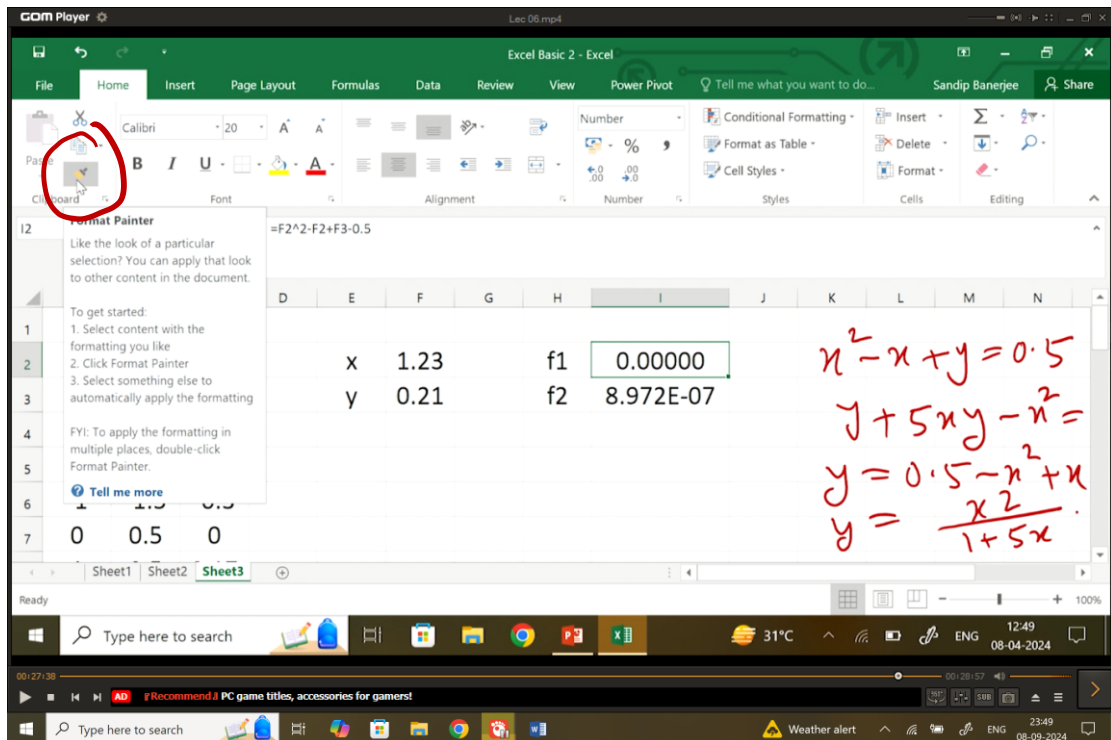 GOM Player
Lec 06.mp4
Excel Basic 2 - Excel
File Home Insert Page Layout Formulas Data Review View Power Pivot Tell me what you want to do... Sandip Banerjee Share
Paste Calibri 20 A A Number Conditional Formatting Insert Σ
B I U A % , Format as Table Delete
.00 .00 Cell Styles Format
Clipboard Font Alignment Number Styles Cells Editing
I2 =F2^2-F2+F3-0.5
Format Painter
Like the look of a particular
selection? You can apply that look
to other content in the document.
To get started:
1. Select content with the
formatting you like
2. Click Format Painter
3. Select something else to
automatically apply the formatting
FYI: To apply the formatting in
multiple places, double-click
Format Painter.
Tell me more
D E F G H I J K L M N
1
2 x 1.23 f1 0.00000
3 y 0.21 f2 8.972E-07
4
5
6
7 0 0.5 0
x²-x+y=0.5
y+5xy-x²=
y=0.5-x²+x
y = x2/1+5x
Sheet1 Sheet2 Sheet3
Ready 100%
Type here to search 31°C ENG 12:49
08-04-2024
00:27:38 00:28:57
AD Recommend PC game titles, accessories for gamers! 360° SUB
Type here to search Weather alert ENG 23:49
08-09-2024